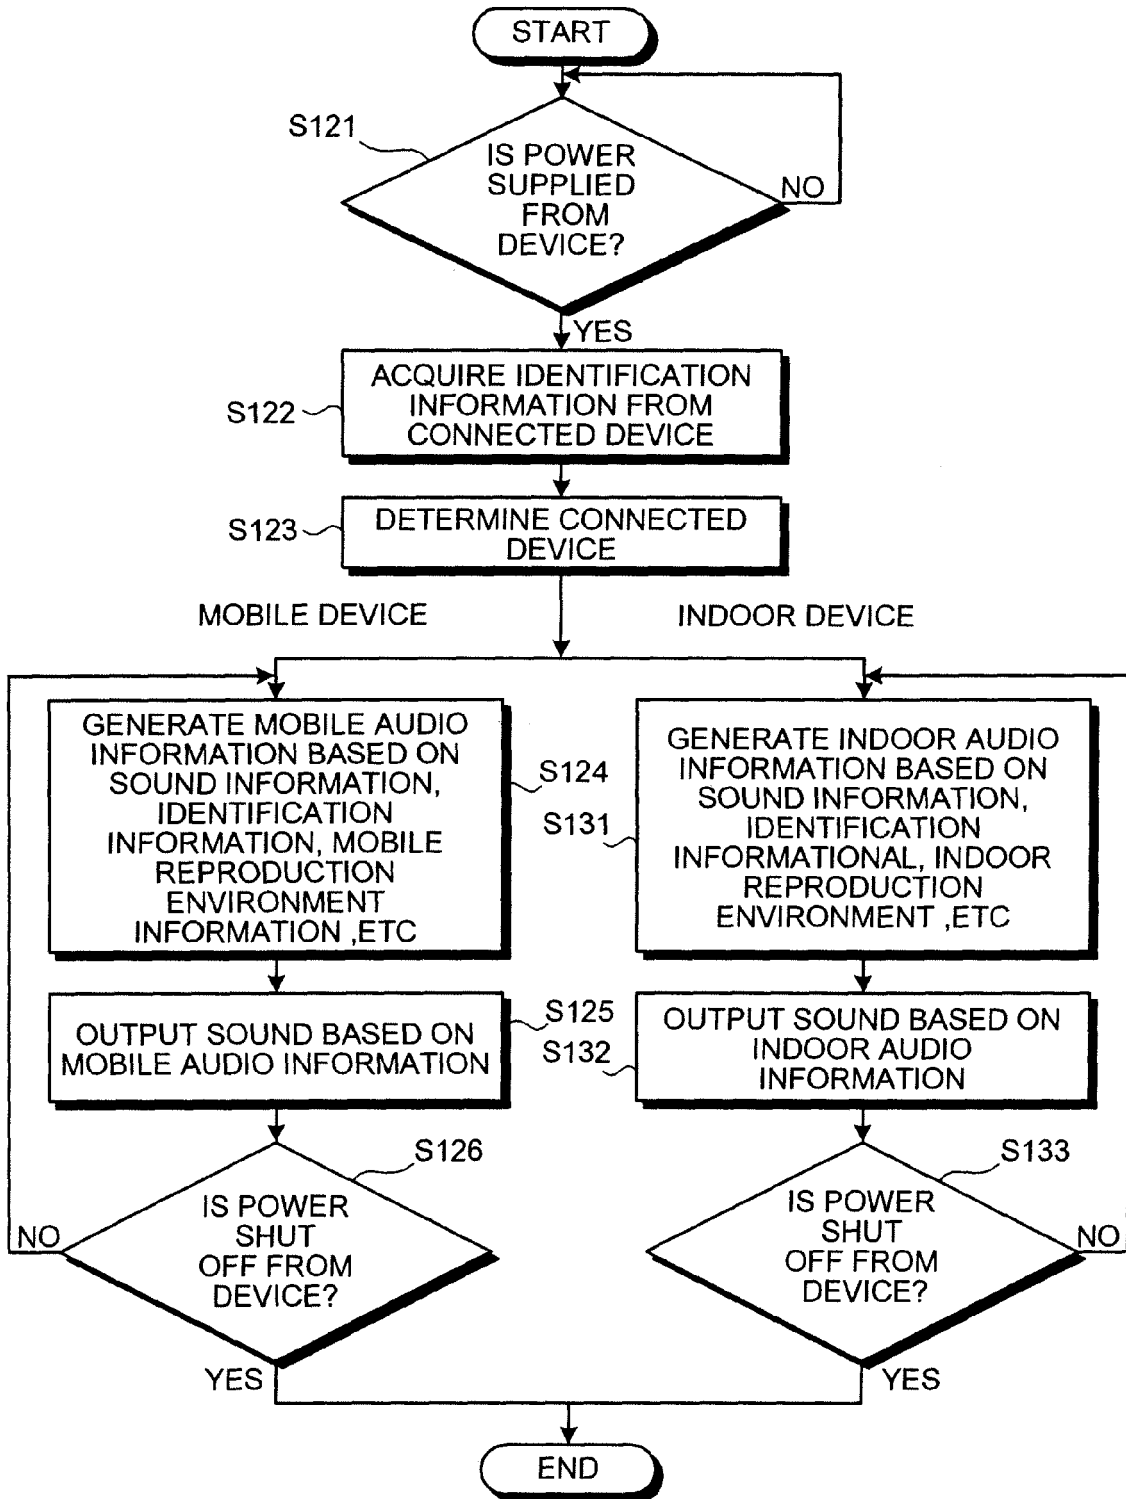 START
S121
IS POWER
SUPPLIED
FROM
DEVICE?
NO
YES
S122
ACQUIRE IDENTIFICATION
INFORMATION FROM
CONNECTED DEVICE
S123
DETERMINE CONNECTED
DEVICE
MOBILE DEVICE
INDOOR DEVICE
GENERATE MOBILE AUDIO
INFORMATION BASED ON
SOUND INFORMATION,
IDENTIFICATION
INFORMATION, MOBILE
REPRODUCTION
ENVIRONMENT
INFORMATION ,ETC
S124
S131
GENERATE INDOOR AUDIO
INFORMATION BASED ON
SOUND INFORMATION,
IDENTIFICATION
INFORMATIONAL, INDOOR
REPRODUCTION
ENVIRONMENT ,ETC
OUTPUT SOUND BASED ON
MOBILE AUDIO INFORMATION
S125
S132
OUTPUT SOUND BASED ON
INDOOR AUDIO
INFORMATION
S126
IS POWER
SHUT
OFF FROM
DEVICE?
NO
YES
S133
IS POWER
SHUT
OFF FROM
DEVICE?
NO
YES
END